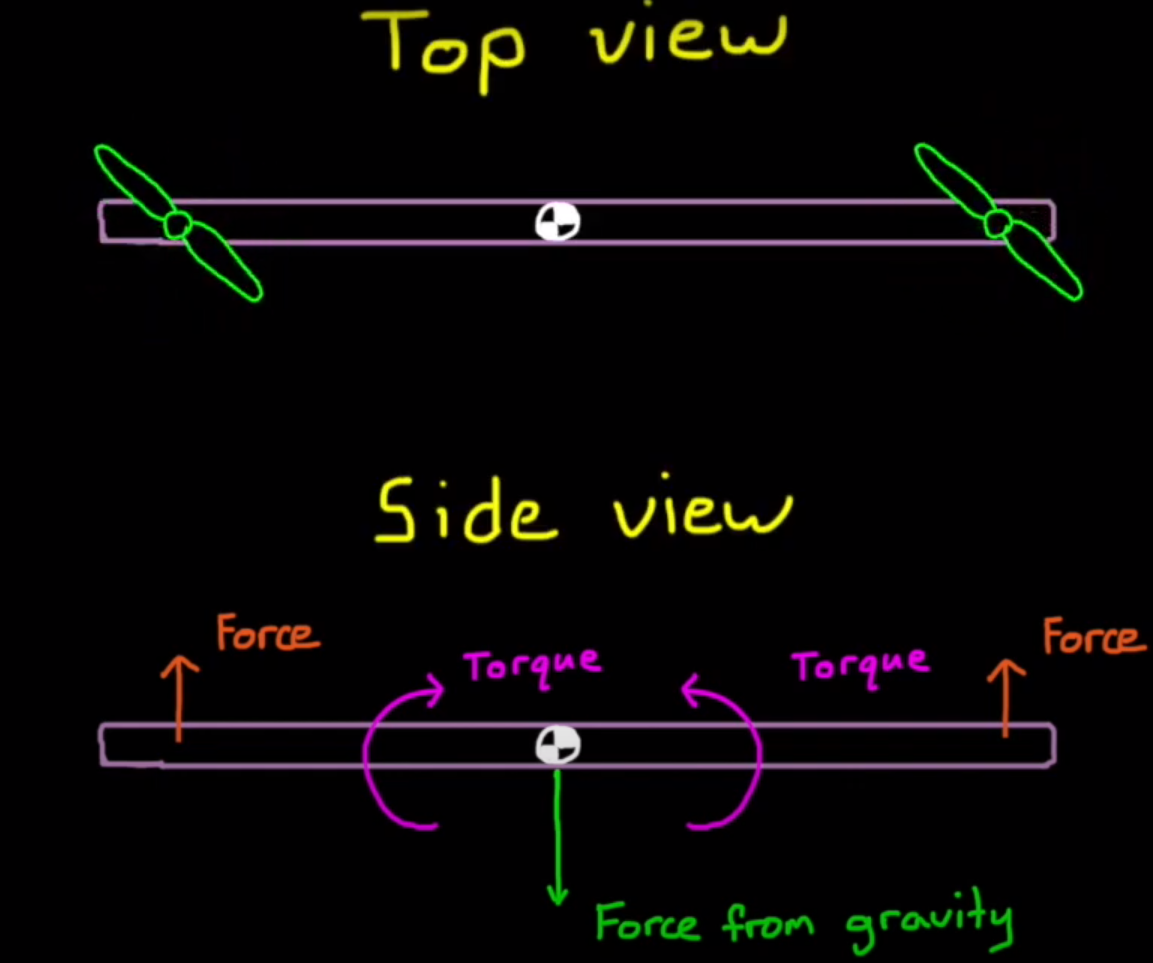 Top view
Side view
Force
Force
Torque
Torque
Force from gravity